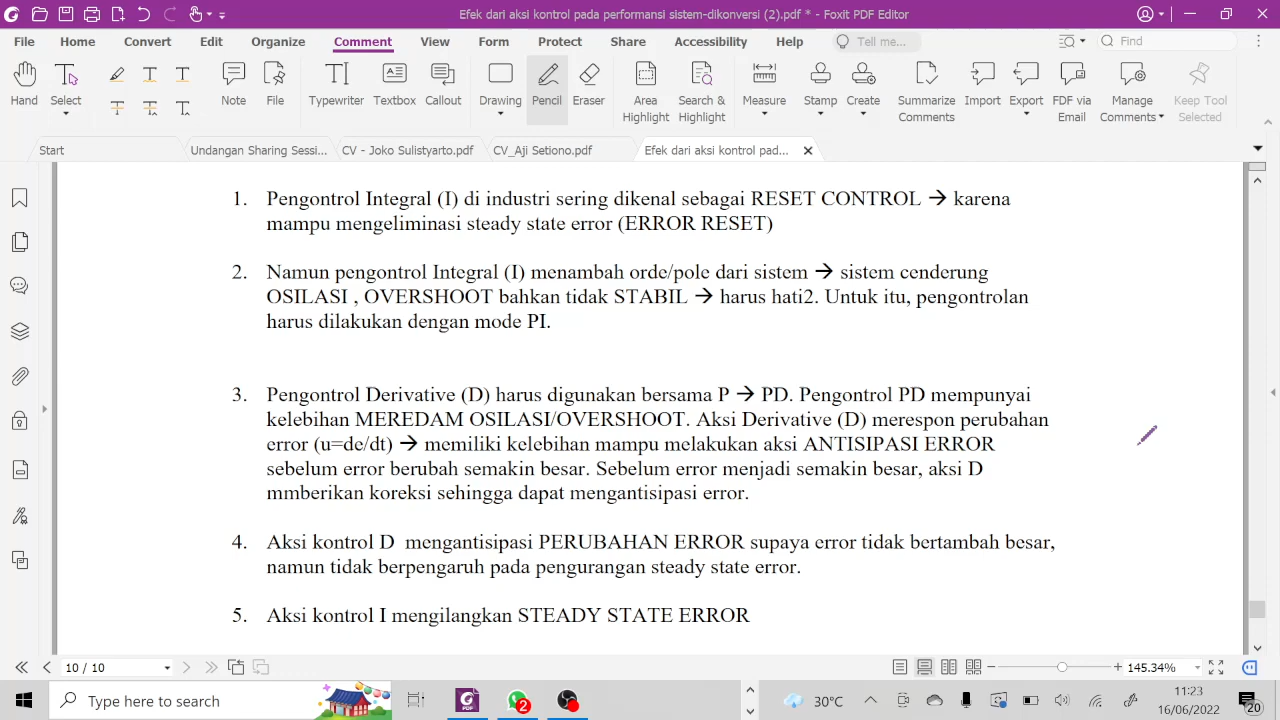 Efek dari aksi kontrol pada performansi sistem-dikonversi (2).pdf * - Foxit PDF Editor
File Home Convert Edit Organize Comment View Form Protect Share Accessibility Help Tell me... Find
Hand Select Note File Typewriter Textbox Callout Drawing Pencil Eraser Area Highlight Search & Highlight Measure Stamp Create Summarize Comments Import Export FDF via Email Manage Comments Keep Tool Selected
Start Undangan Sharing Sessi... CV - Joko Sulistyarto.pdf CV_Aji Setiono.pdf Efek dari aksi kontrol pad...
1. Pengontrol Integral (I) di industri sering dikenal sebagai RESET CONTROL → karena
mampu mengeliminasi steady state error (ERROR RESET)
2. Namun pengontrol Integral (I) menambah orde/pole dari sistem → sistem cenderung
OSILASI , OVERSHOOT bahkan tidak STABIL → harus hati2. Untuk itu, pengontrolan
harus dilakukan dengan mode PI.
3. Pengontrol Derivative (D) harus digunakan bersama P → PD. Pengontrol PD mempunyai
kelebihan MEREDAM OSILASI/OVERSHOOT. Aksi Derivative (D) merespon perubahan
error (u=de/dt) → memiliki kelebihan mampu melakukan aksi ANTISIPASI ERROR
sebelum error berubah semakin besar. Sebelum error menjadi semakin besar, aksi D
mmberikan koreksi sehingga dapat mengantisipasi error.
4. Aksi kontrol D mengantisipasi PERUBAHAN ERROR supaya error tidak bertambah besar,
namun tidak berpengaruh pada pengurangan steady state error.
5. Aksi kontrol I mengilangkan STEADY STATE ERROR
10 / 10 145.34%
Type here to search 2 30°C 11:23
16/06/2022 20